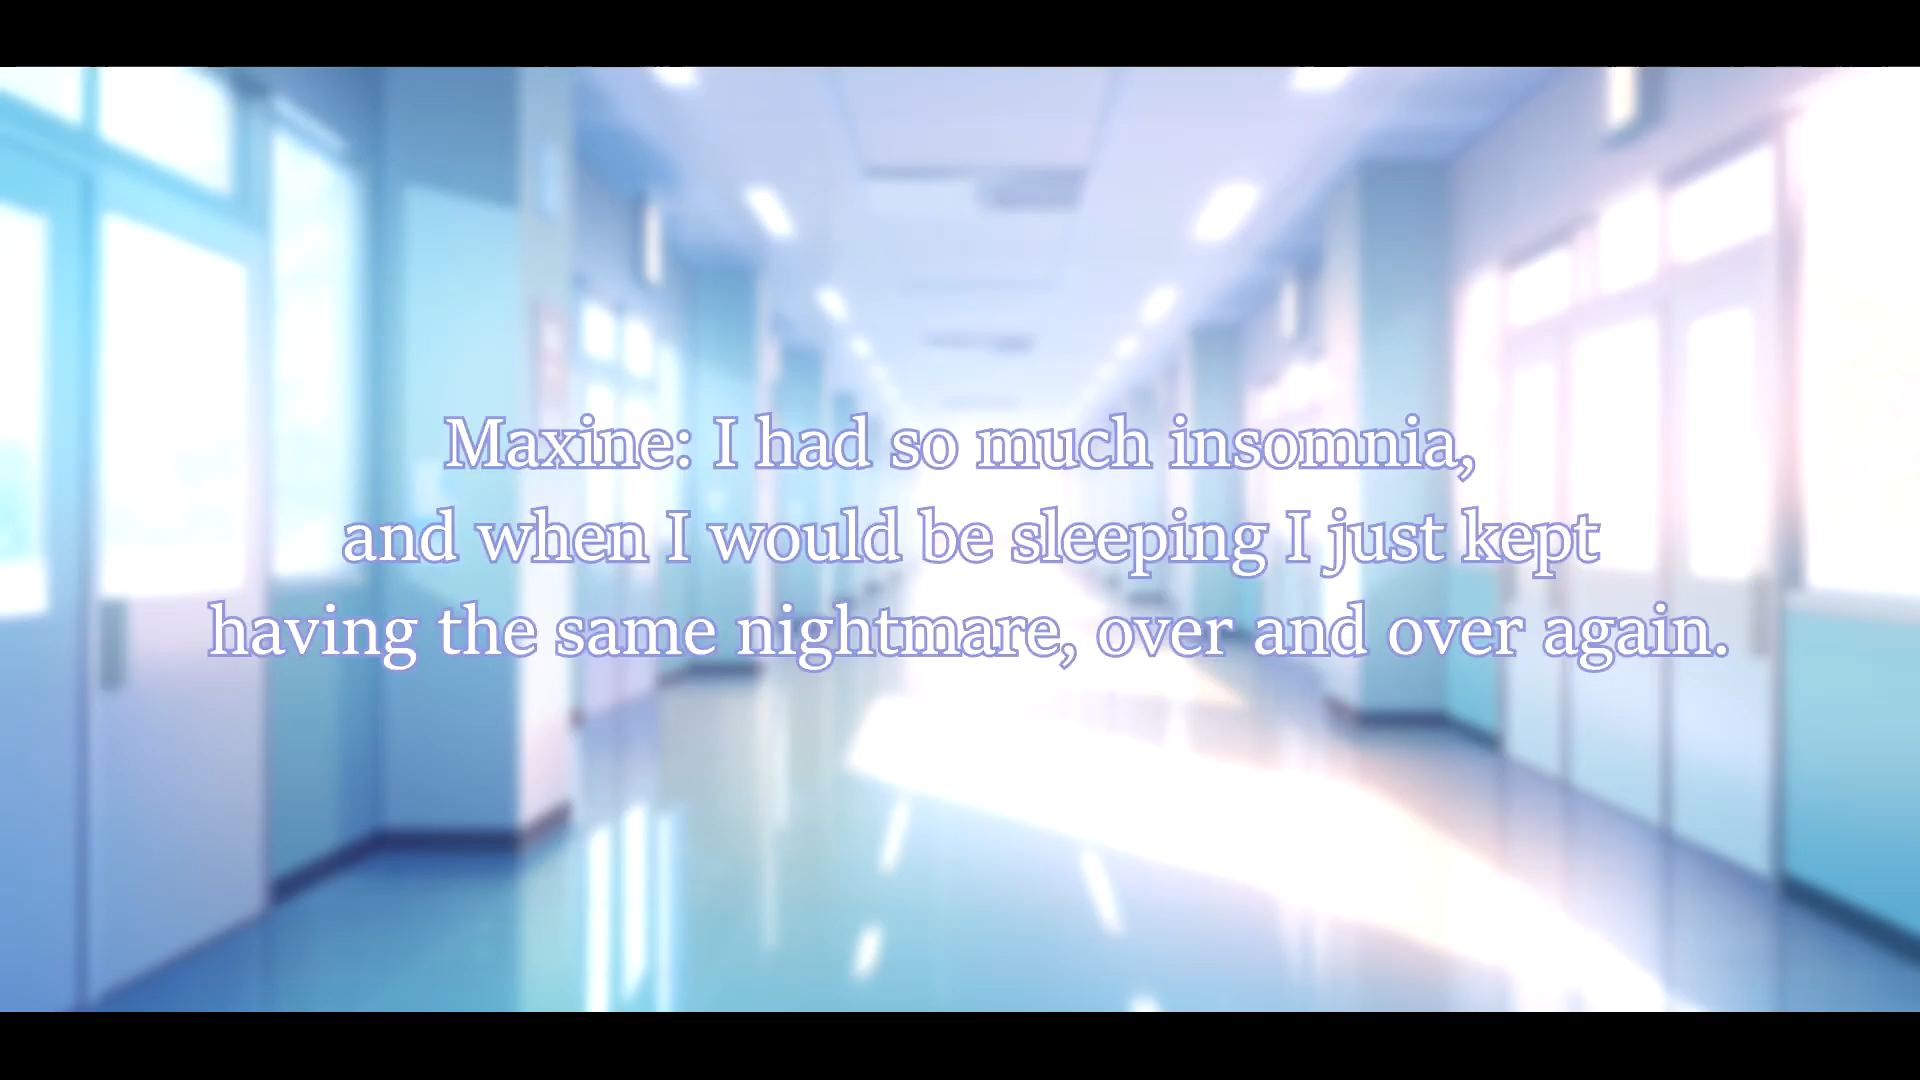 Maxine: I had so much insomnia,
and when I would be sleeping I just kept
having the same nightmare, over and over again.